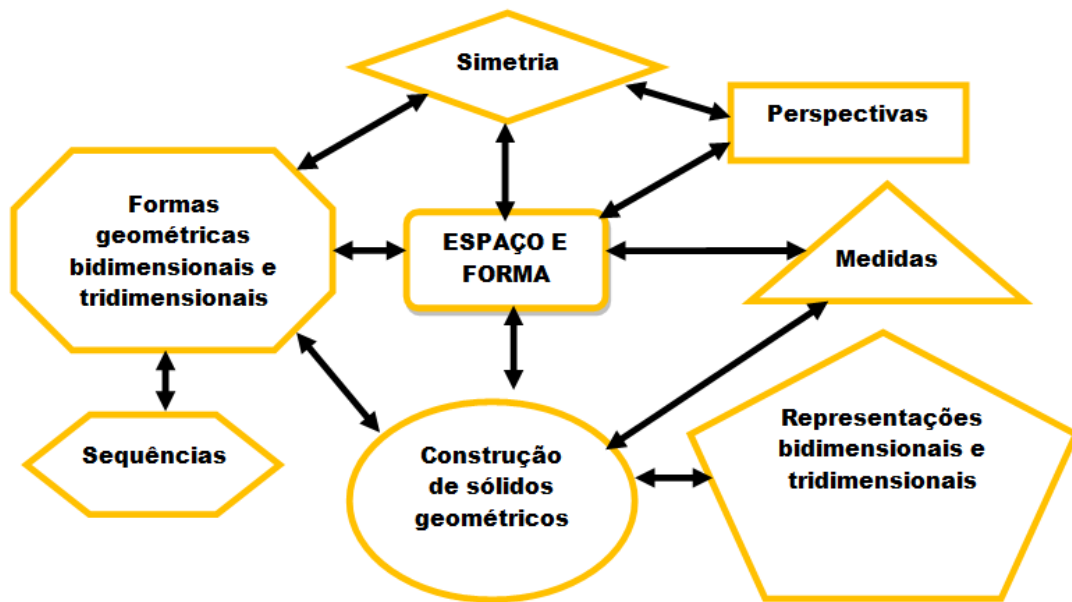 Simetria
Perspectivas
Formas
geométricas
bidimensionais e
tridimensionais
ESPAÇO E
FORMA
Medidas
Sequências
Construção
de sólidos
geométricos
Representações
bidimensionais e
tridimensionais